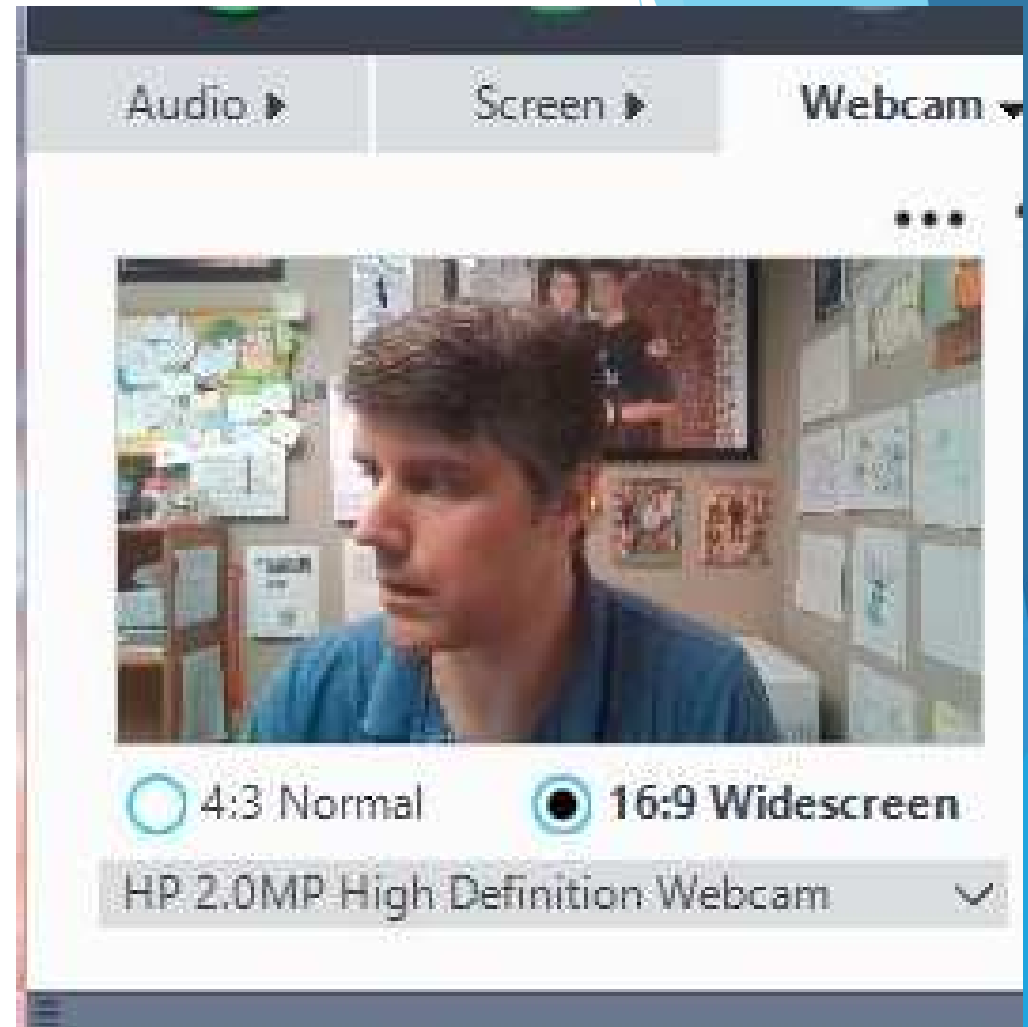 Audio Screen Webcam
4:3 Normal 16:9 Widescreen
HP 2.0MP High Definition Webcam